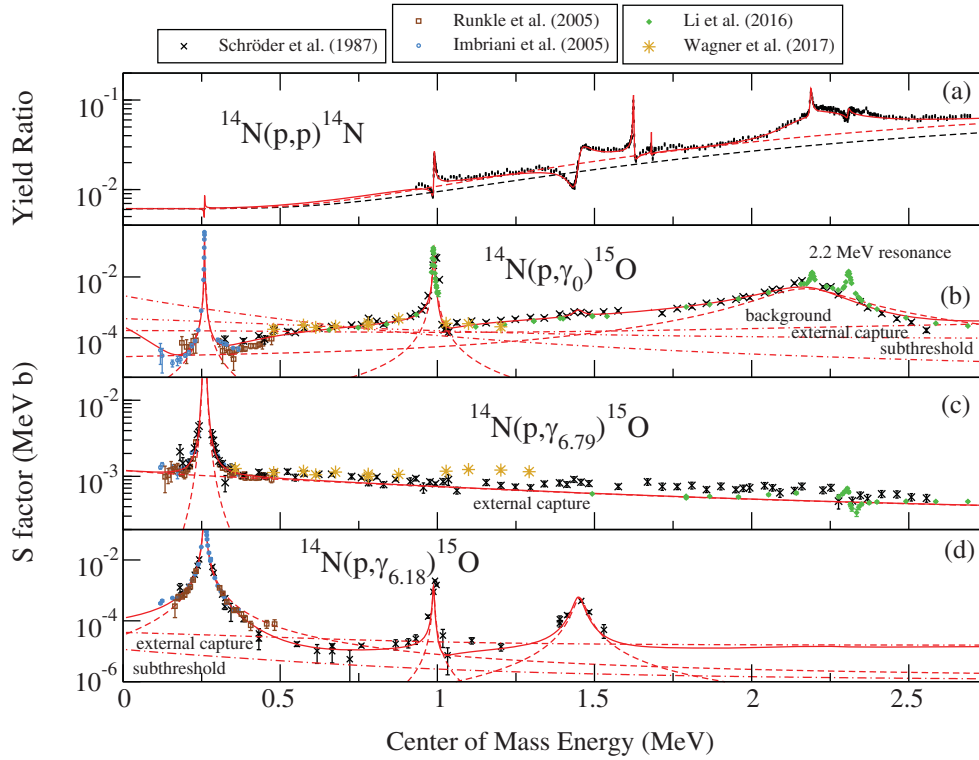 Schröder et al. (1987)
Runkle et al. (2005)
Imbriani et al. (2005)
Li et al. (2016)
Wagner et al. (2017)
Yield Ratio
S factor (MeV b)
10⁻¹
10⁻²
¹⁴N(p,p)¹⁴N
(a)
10⁻²
10⁻⁴
¹⁴N(p,γ₀)¹⁵O
2.2 MeV resonance
(b)
background
external capture
subthreshold
10⁻²
10⁻³
¹⁴N(p,γ₆.₇₉)¹⁵O
(c)
external capture
10⁻²
10⁻⁴
10⁻⁶
¹⁴N(p,γ₆.₁₈)¹⁵O
(d)
external capture
subthreshold
0 0.5 1 1.5 2 2.5
Center of Mass Energy (MeV)